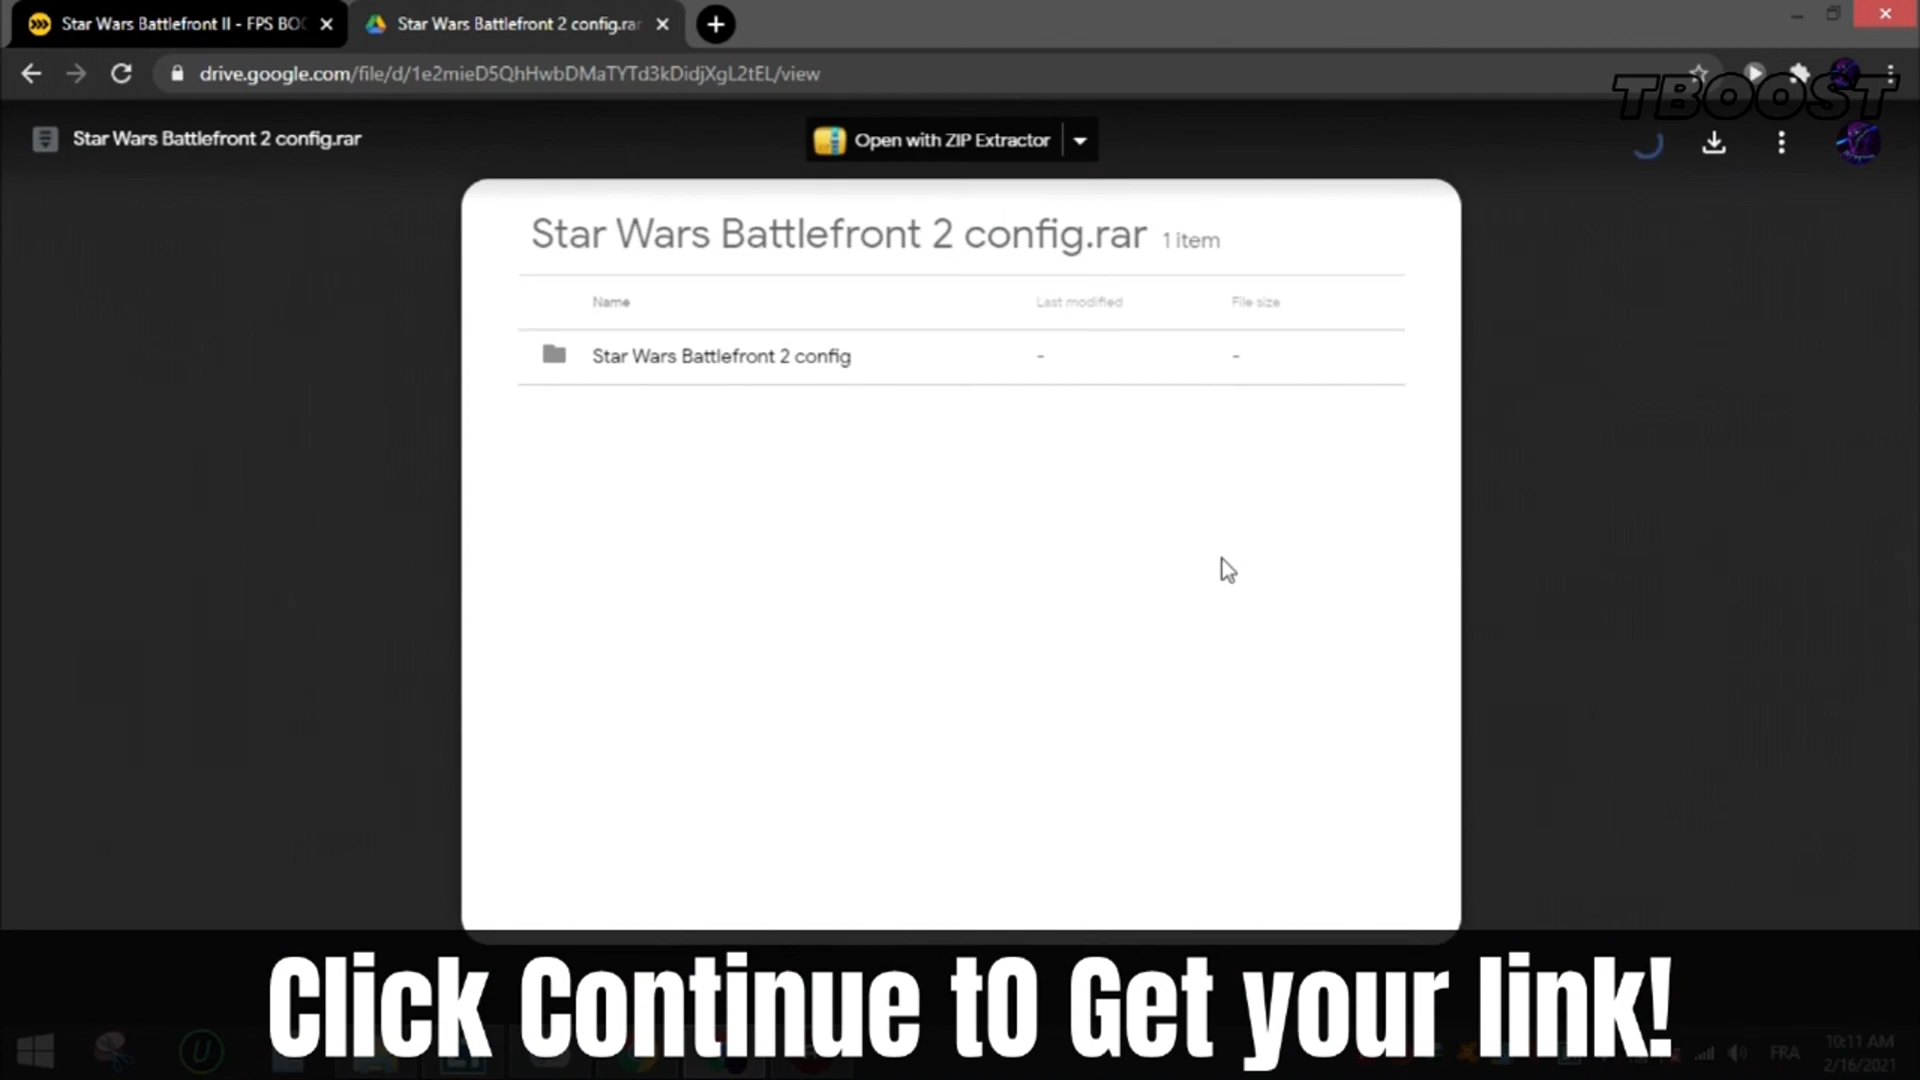 Star Wars Battlefront II - FPS BOO
Star Wars Battlefront 2 config.rar
drive.google.com/file/d/1e2mieD5QhHwbDMaTYTd3kDidjXgL2tEL/view
TBOOST
Star Wars Battlefront 2 config.rar
Open with ZIP Extractor
Star Wars Battlefront 2 config.rar 1 item
Name Last modified File size
Star Wars Battlefront 2 config - -
Click Continue to Get your link!
FRA
10:11 AM
2/16/2021